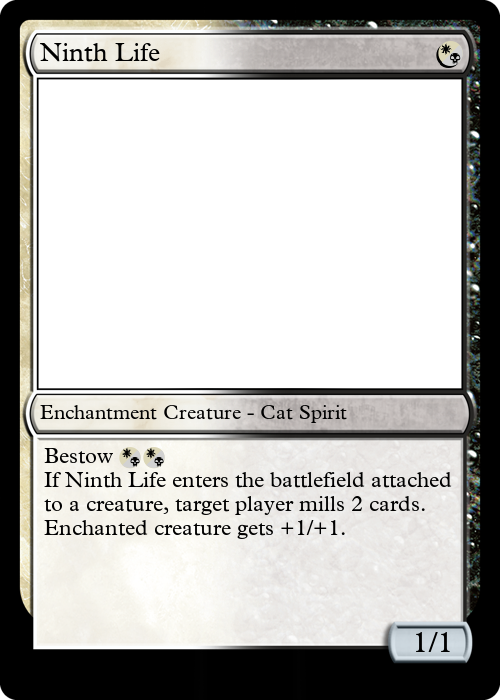 Ninth Life
Enchantment Creature - Cat Spirit
Bestow
If Ninth Life enters the battlefield attached
to a creature, target player mills 2 cards.
Enchanted creature gets +1/+1.
1/1